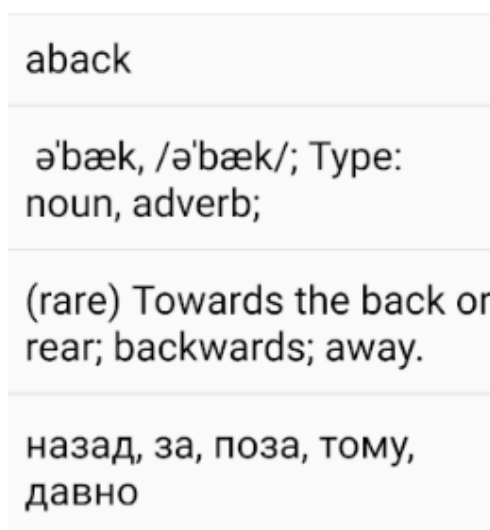 aback
ə'bæk, /ə'bæk/; Type:
noun, adverb;
(rare) Towards the back or
rear; backwards; away.
назад, за, поза, тому,
давно